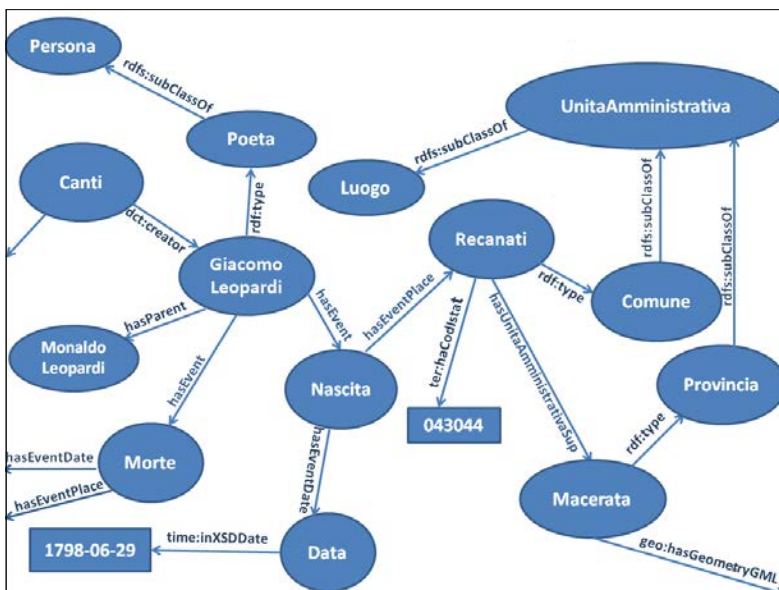 Persona
rdfs:subClassOf
Poeta
UnitaAmministrativa
rdfs:subClassOf
Luogo
Canti
dct:creator
rdf:type
Giacomo
Leopardi
Recanati
rdf:type
rdfs:subClassOf
rdfs:subClassOf
Comune
hasParent
hasEvent
hasEventPlace
Monaldo
Leopardi
hasEvent
Nascita
ter:haCodIstat
hasUnitaAmministrativaSup
Provincia
043044
rdf:type
hasEventDate
Morte
hasEventDate
hasEventPlace
Macerata
1798-06-29
time:inXSDDate
Data
geo:hasGeometryGML